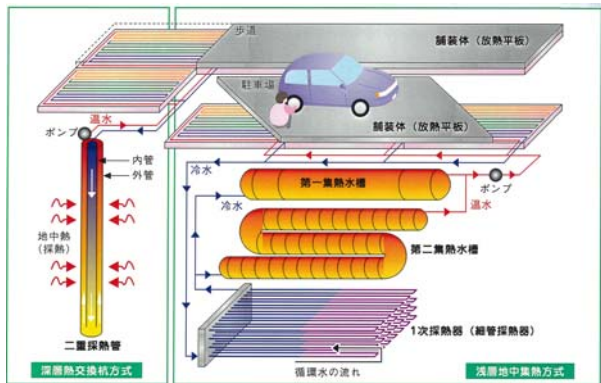 歩道
舗装体（放熱平板）
駐車場
舗装体（放熱平板）
温水
ポンプ
内管
外管
地中熱
（採熱）
二重採熱管
深層熱交換杭方式
冷水
第一集熱水槽
ポンプ
冷水
温水
第二集熱水槽
1次採熱器（細管採熱器）
循環水の流れ
浅層地中集熱方式